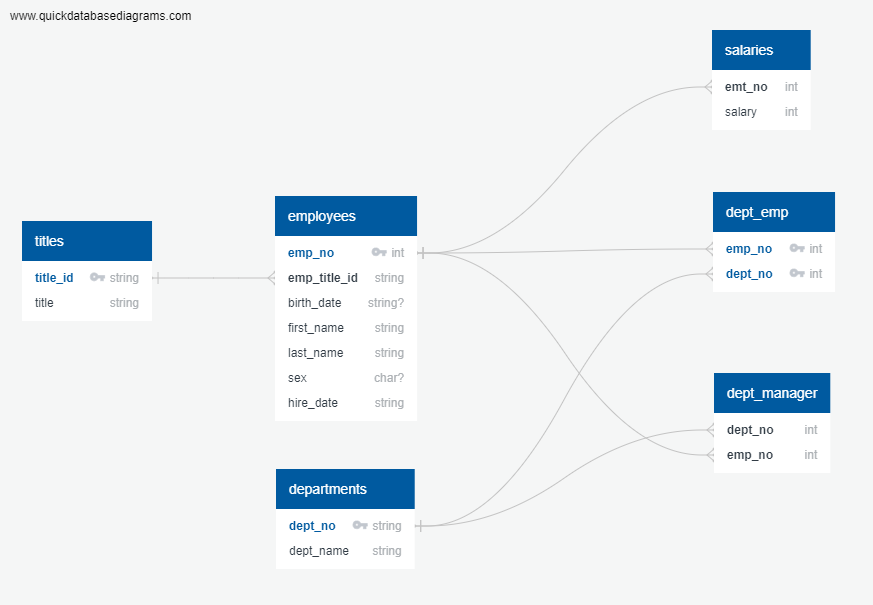 www.quickdatabasediagrams.com
salaries
emt_no int
salary int
titles
title_id string
title string
employees
emp_no int
emp_title_id string
birth_date string?
first_name string
last_name string
sex char?
hire_date string
dept_emp
emp_no int
dept_no int
dept_manager
dept_no int
emp_no int
departments
dept_no string
dept_name string